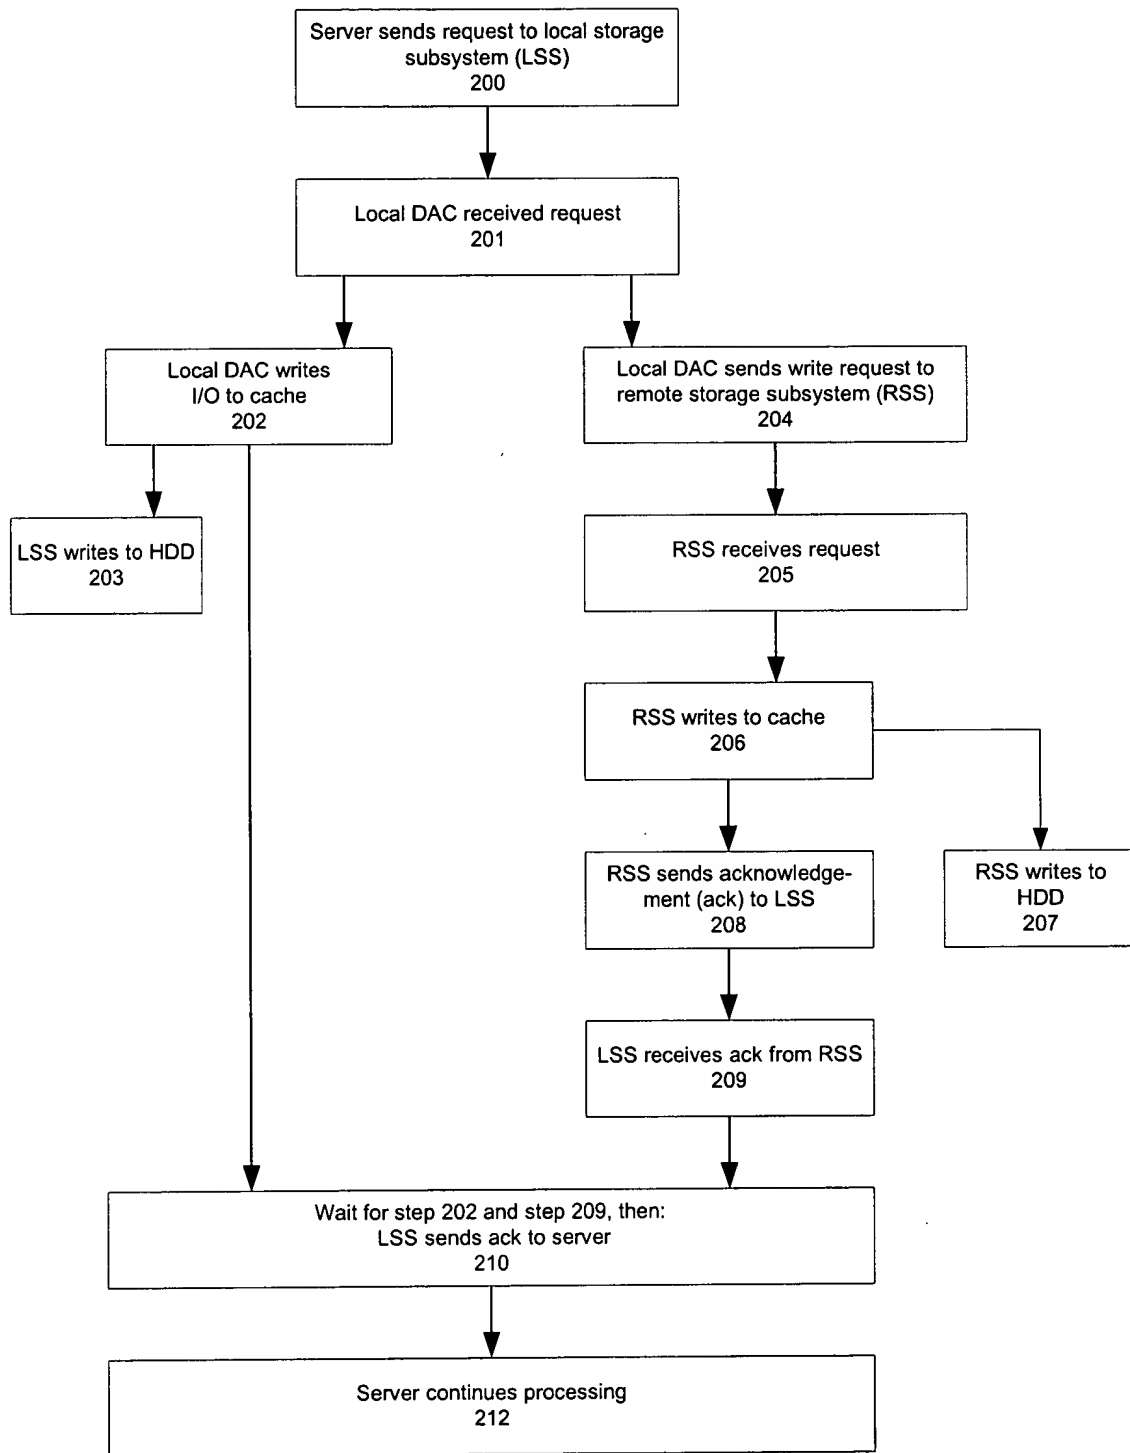 Server sends request to local storage
subsystem (LSS)
200
Local DAC received request
201
Local DAC writes
I/O to cache
202
Local DAC sends write request to
remote storage subsystem (RSS)
204
LSS writes to HDD
203
RSS receives request
205
RSS writes to cache
206
RSS sends acknowledge-
ment (ack) to LSS
208
RSS writes to
HDD
207
LSS receives ack from RSS
209
Wait for step 202 and step 209, then:
LSS sends ack to server
210
Server continues processing
212